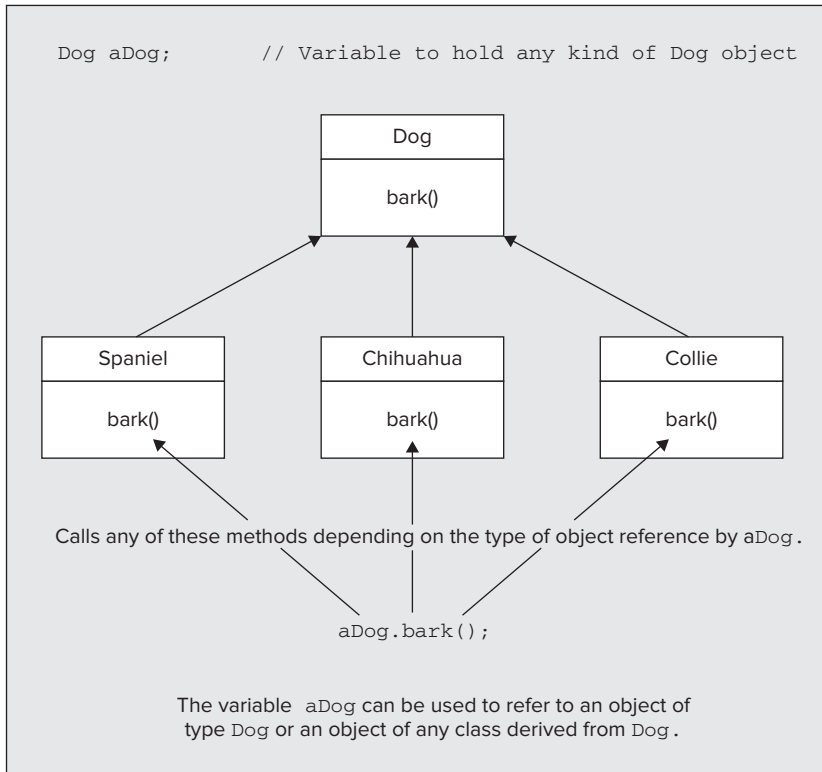 Dog aDog; // Variable to hold any kind of Dog object
Dog
bark()
Spaniel
Chihuahua
Collie
bark()
bark()
bark()
Calls any of these methods depending on the type of object reference by aDog.
aDog.bark();
The variable aDog can be used to refer to an object of
type Dog or an object of any class derived from Dog.